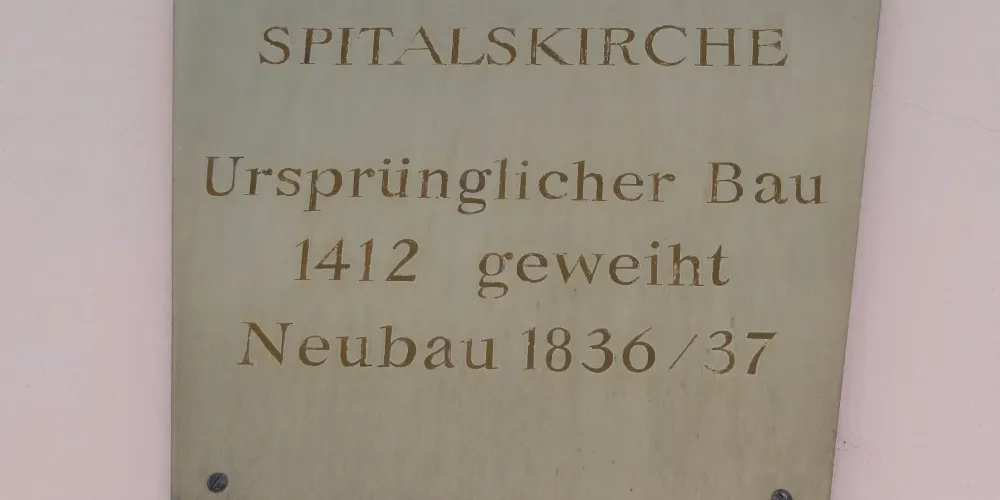 SPITALSKIRCHE
Ursprünglicher Bau
1412 geweiht
Neubau 1836/37